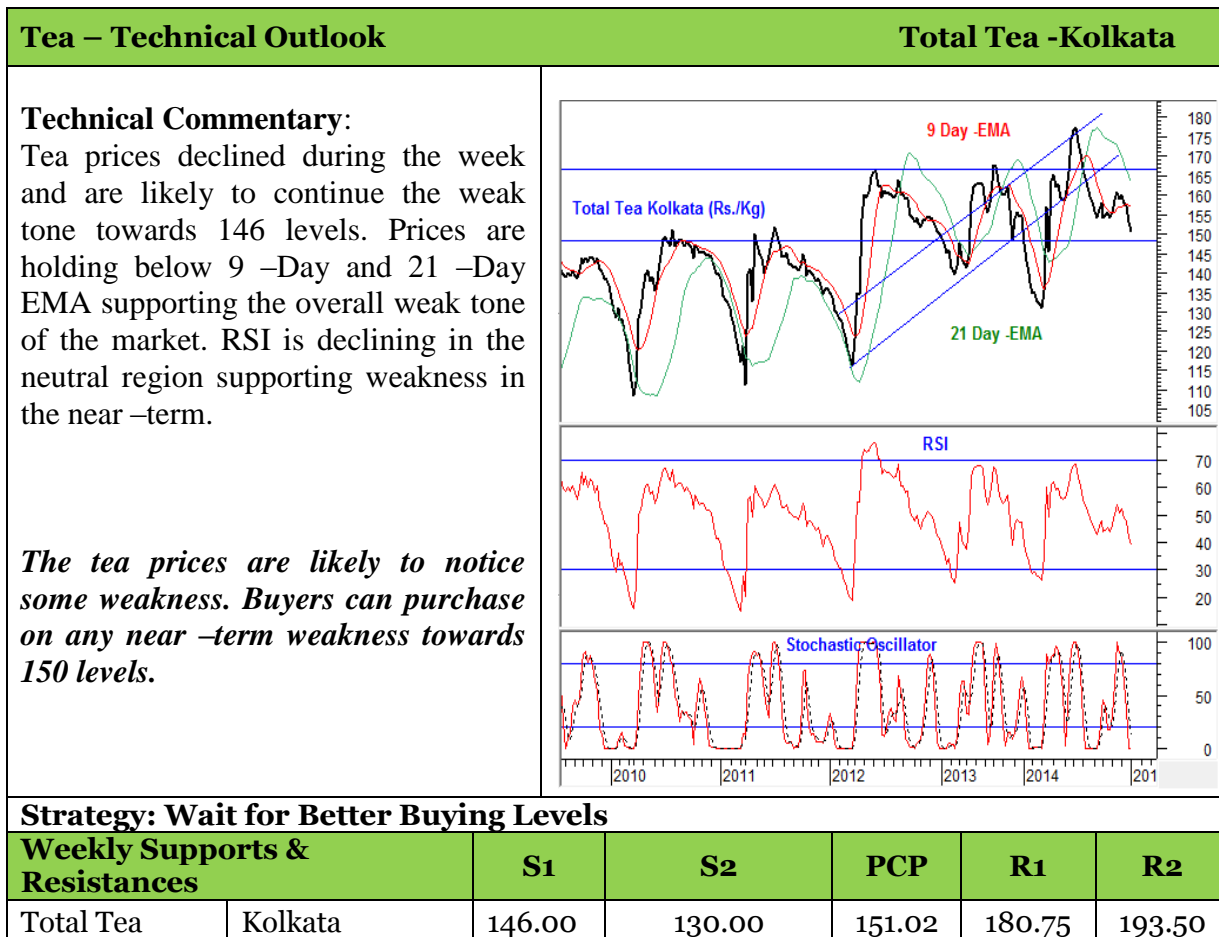 Tea – Technical Outlook Total Tea -Kolkata
Technical Commentary:
Tea prices declined during the week
and are likely to continue the weak
tone towards 146 levels. Prices are
holding below 9 –Day and 21 –Day
EMA supporting the overall weak tone
of the market. RSI is declining in the
neutral region supporting weakness in
the near –term.
The tea prices are likely to notice
some weakness. Buyers can purchase
on any near –term weakness towards
150 levels.
9 Day -EMA
Total Tea Kolkata (Rs./Kg)
21 Day -EMA
180
175
170
165
160
155
150
145
140
135
130
125
120
115
110
105
RSI
70
60
50
40
30
20
Stochastic Oscillator
100
50
0
2010 2011 2012 2013 2014 201
Strategy: Wait for Better Buying Levels
Weekly Supports &
Resistances S1 S2 PCP R1 R2
Total Tea Kolkata 146.00 130.00 151.02 180.75 193.50